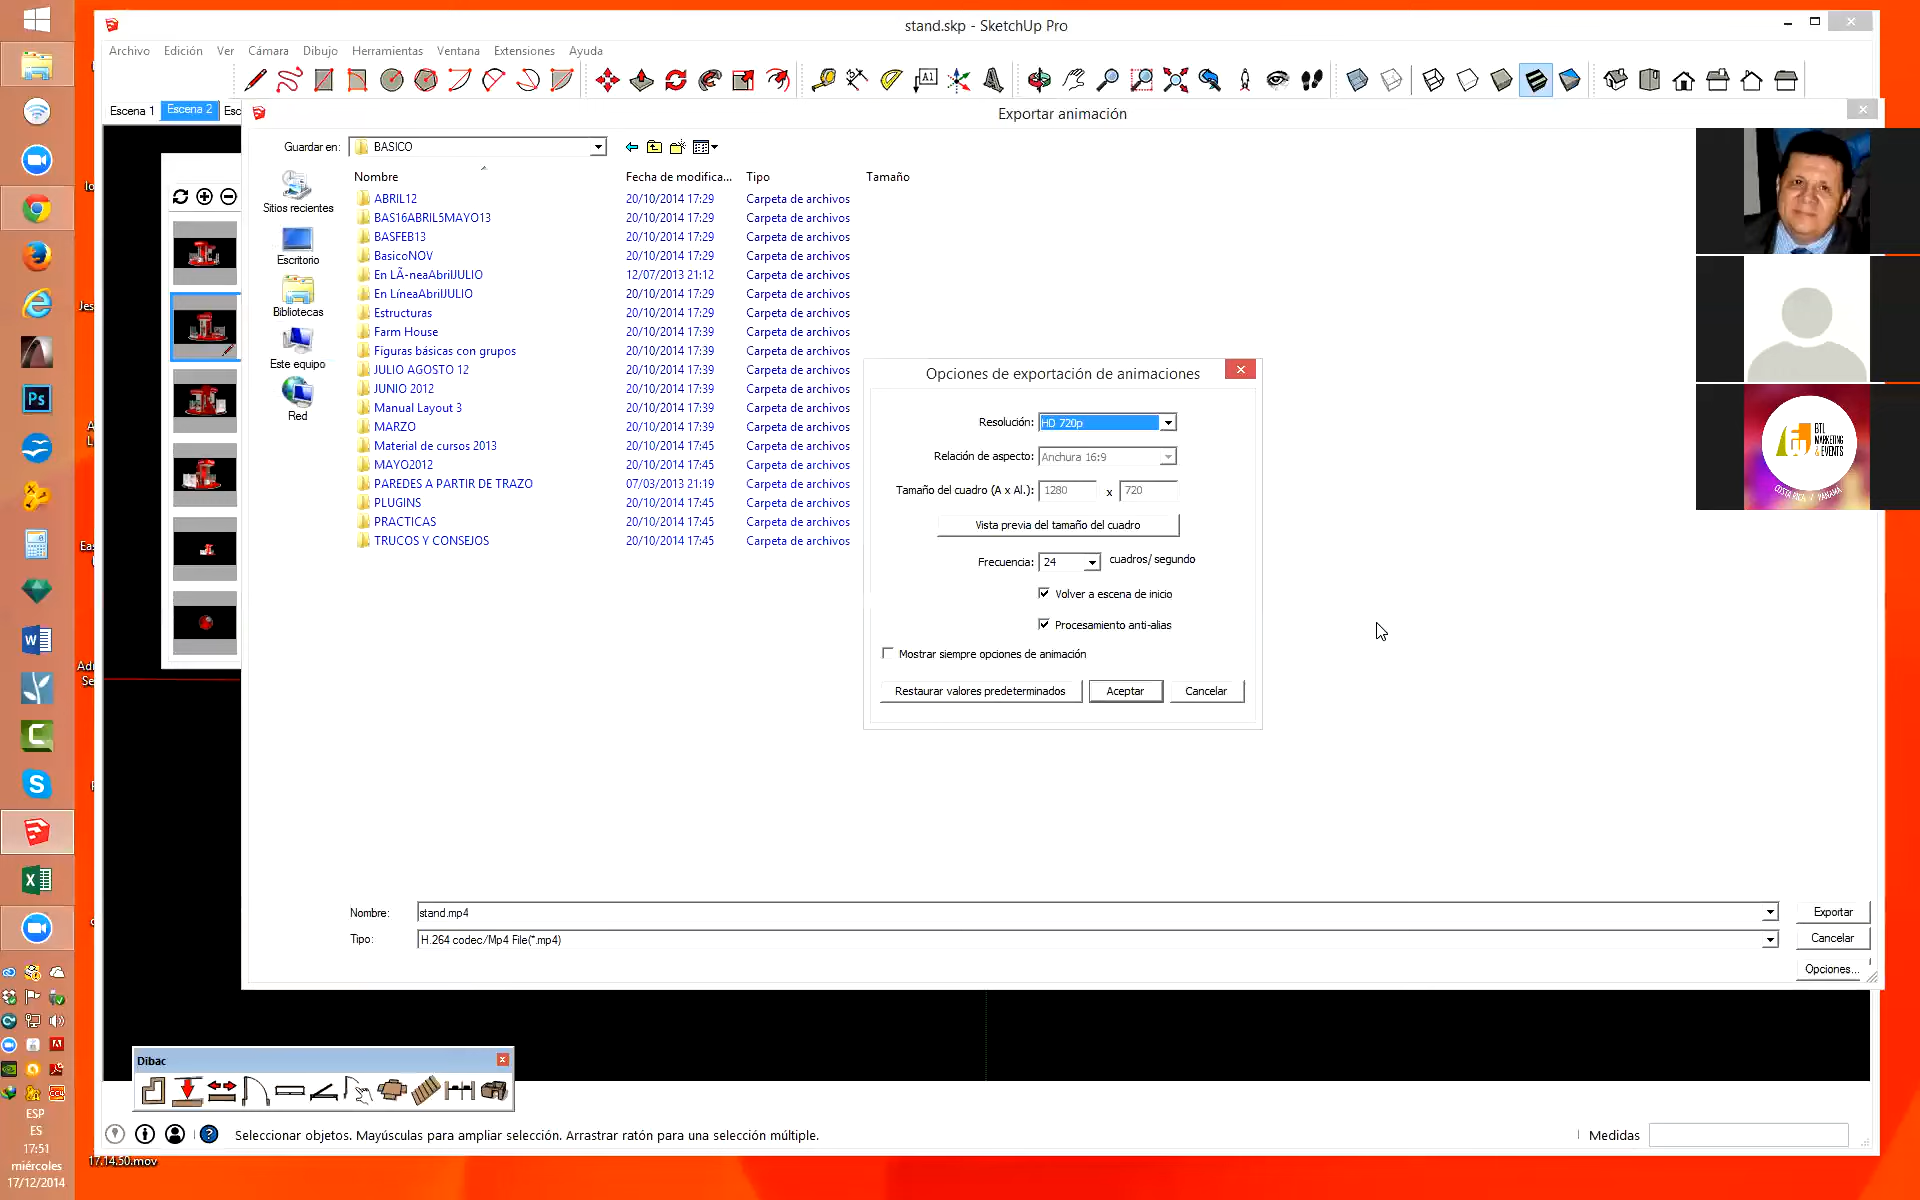 stand.skp - SketchUp Pro
Archivo Edición Ver Cámara Dibujo Herramientas Ventana Extensiones Ayuda
A1
Escena 1 Escena 2 Esc
Exportar animación
Guardar en: BASICO
Nombre Fecha de modifica... Tipo Tamaño
ABRIL12 20/10/2014 17:29 Carpeta de archivos
BAS16ABRIL5MAYO13 20/10/2014 17:29 Carpeta de archivos
BASFEB13 20/10/2014 17:29 Carpeta de archivos
BasicoNOV 20/10/2014 17:29 Carpeta de archivos
En LÃ-neaAbrilJULIO 12/07/2013 21:12 Carpeta de archivos
En LíneaAbrilJULIO 20/10/2014 17:29 Carpeta de archivos
Estructuras 20/10/2014 17:29 Carpeta de archivos
Farm House 20/10/2014 17:39 Carpeta de archivos
Figuras básicas con grupos 20/10/2014 17:39 Carpeta de archivos
JULIO AGOSTO 12 20/10/2014 17:39 Carpeta de archivos
JUNIO 2012 20/10/2014 17:39 Carpeta de archivos
Manual Layout 3 20/10/2014 17:39 Carpeta de archivos
MARZO 20/10/2014 17:39 Carpeta de archivos
Material de cursos 2013 20/10/2014 17:45 Carpeta de archivos
MAYO2012 20/10/2014 17:45 Carpeta de archivos
PAREDES A PARTIR DE TRAZO 07/03/2013 21:19 Carpeta de archivos
PLUGINS 20/10/2014 17:45 Carpeta de archivos
PRACTICAS 20/10/2014 17:45 Carpeta de archivos
TRUCOS Y CONSEJOS 20/10/2014 17:45 Carpeta de archivos
Sitios recientes
Escritorio
Bibliotecas
Este equipo
Red
Opciones de exportación de animaciones
Resolución: HD 720p
Relación de aspecto: Anchura 16:9
Tamaño del cuadro (A x Al.): 1280 x 720
Vista previa del tamaño del cuadro
Frecuencia: 24 cuadros/ segundo
Volver a escena de inicio
Procesamiento anti-alias
Mostrar siempre opciones de animación
Restaurar valores predeterminados Aceptar Cancelar
BTL
MARKETING
& EVENTS
COSTA RICA / PANAMA
Nombre: stand.mp4 Exportar
Tipo: H.264 codec/Mp4 File(*.mp4) Cancelar
Opciones...
Dibac
Seleccionar objetos. Mayúsculas para ampliar selección. Arrastrar ratón para una selección múltiple.
Medidas
17.14.50.mov
Jes
Eas
Adr
Se
Ps
ESP
ES
17:51
miércoles
17/12/2014